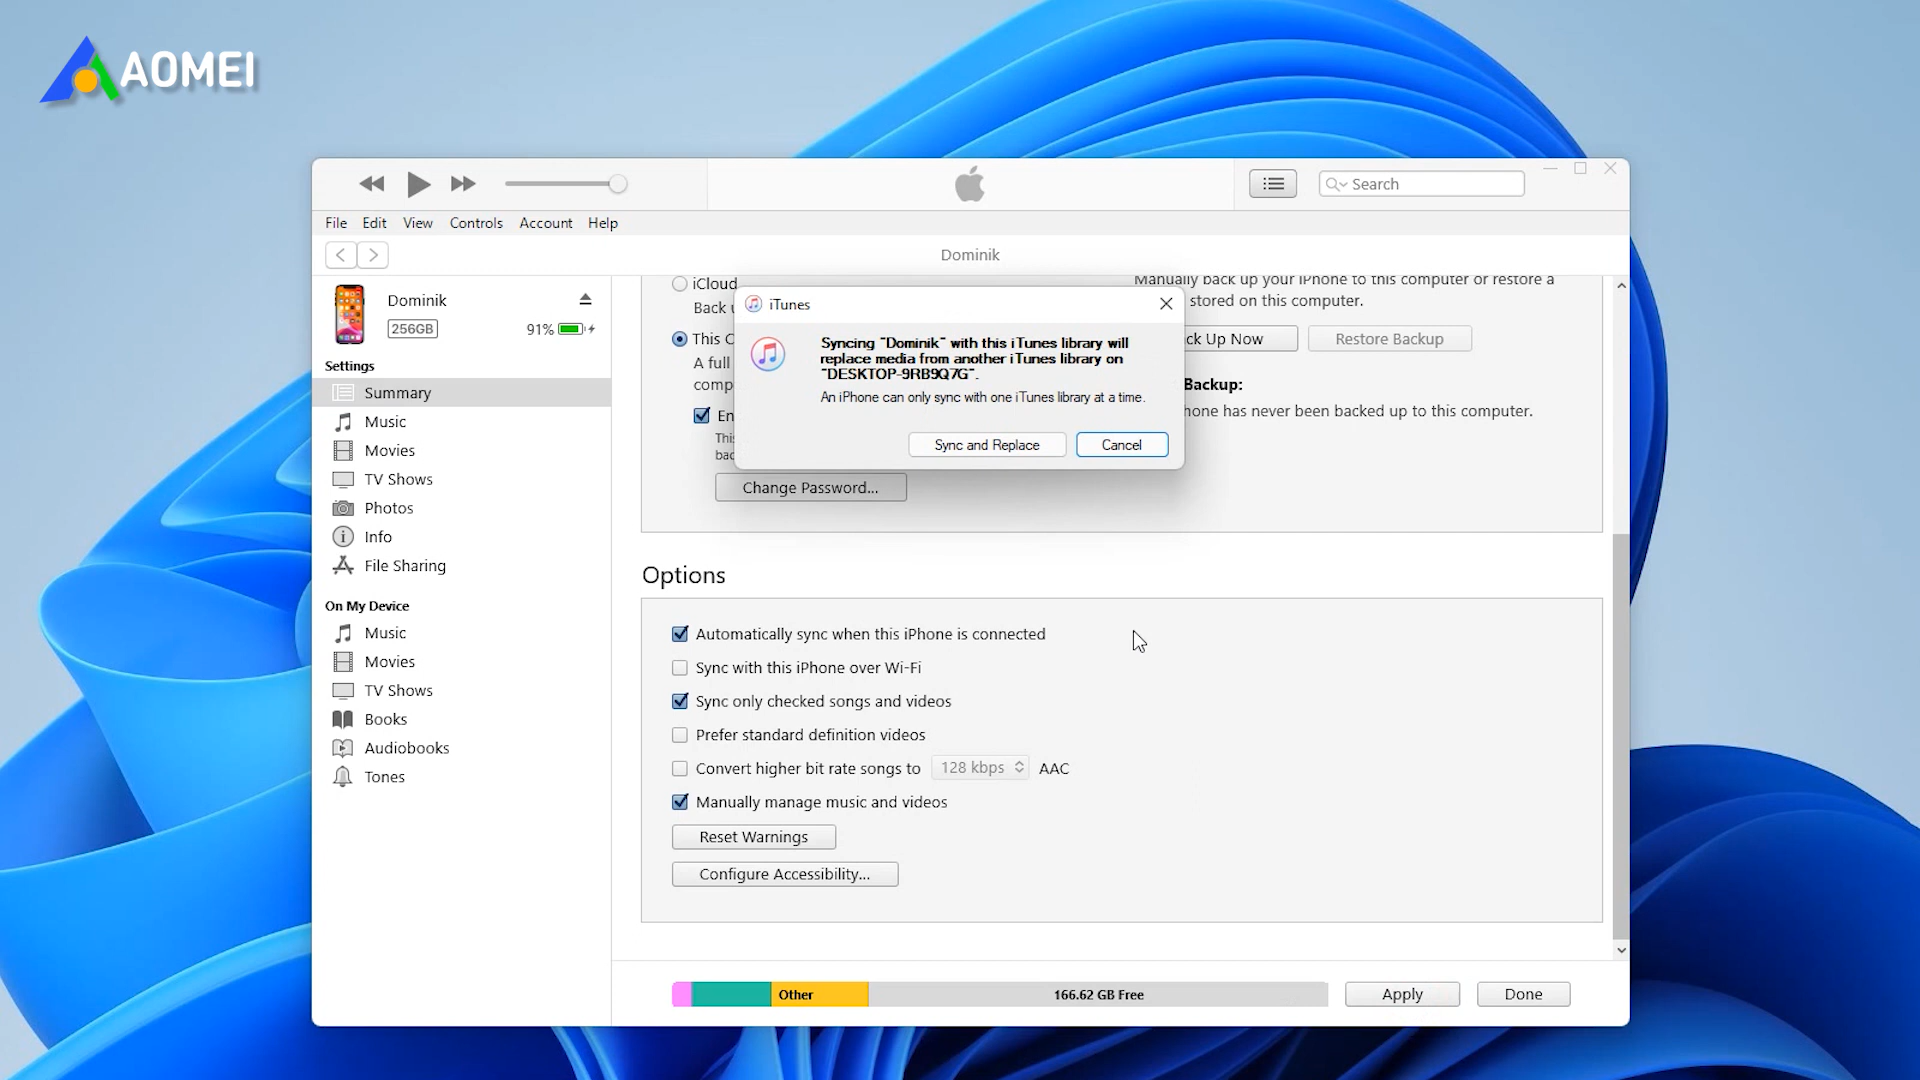 AOMEI
Search
File Edit View Controls Account Help
Dominik
Dominik
256GB
91%
Settings
Summary
Music
Movies
TV Shows
Photos
Info
File Sharing
On My Device
Music
Movies
TV Shows
Books
Audiobooks
Tones
iCloud
Back
This
A full
comp
En
Change Password...
Manually back up your iPhone to this computer or restore a
stored on this computer.
ck Up Now
Restore Backup
Backup:
hone has never been backed up to this computer.
iTunes
Syncing "Dominik" with this iTunes library will
replace media from another iTunes library on
"DESKTOP-9RB9Q7G".
An iPhone can only sync with one iTunes library at a time.
Sync and Replace
Cancel
Options
Automatically sync when this iPhone is connected
Sync with this iPhone over Wi-Fi
Sync only checked songs and videos
Prefer standard definition videos
Convert higher bit rate songs to 128 kbps AAC
Manually manage music and videos
Reset Warnings
Configure Accessibility...
Other
166.62 GB Free
Apply
Done